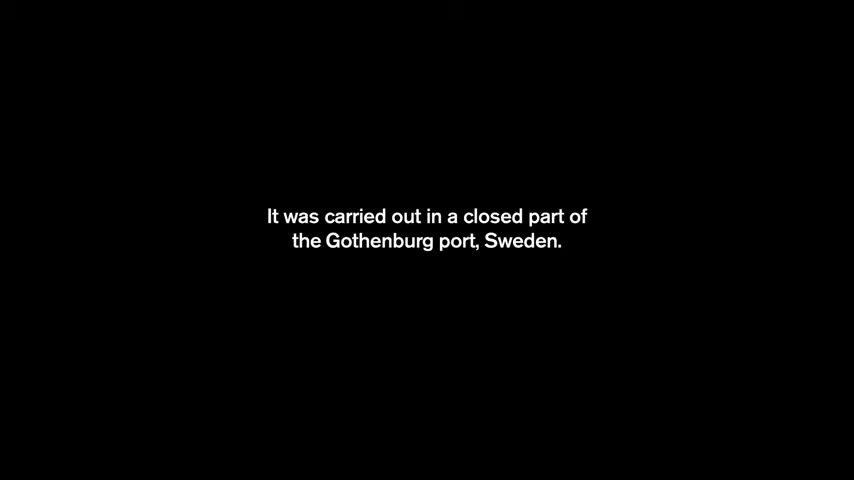 It was carried out in a closed part of
the Gothenburg port, Sweden.